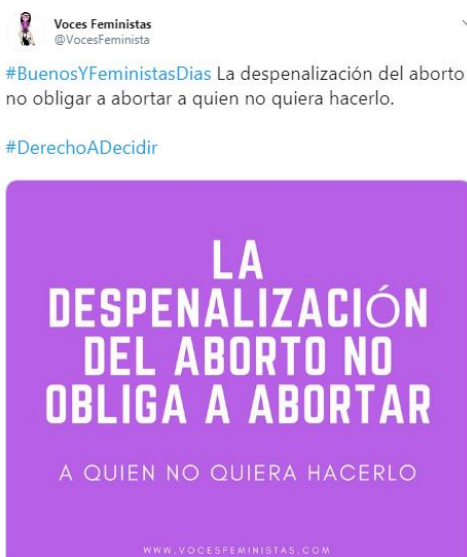 Voces Feministas
@VocesFeminista
#BuenosYFeministasDias La despenalización del aborto
no obligar a abortar a quien no quiera hacerlo.
#DerechoADecidir
LA
DESPENALIZACIÓN
DEL ABORTO NO
OBLIGA A ABORTAR
A QUIEN NO QUIERA HACERLO
WWW.VOCESFEMINISTAS.COM